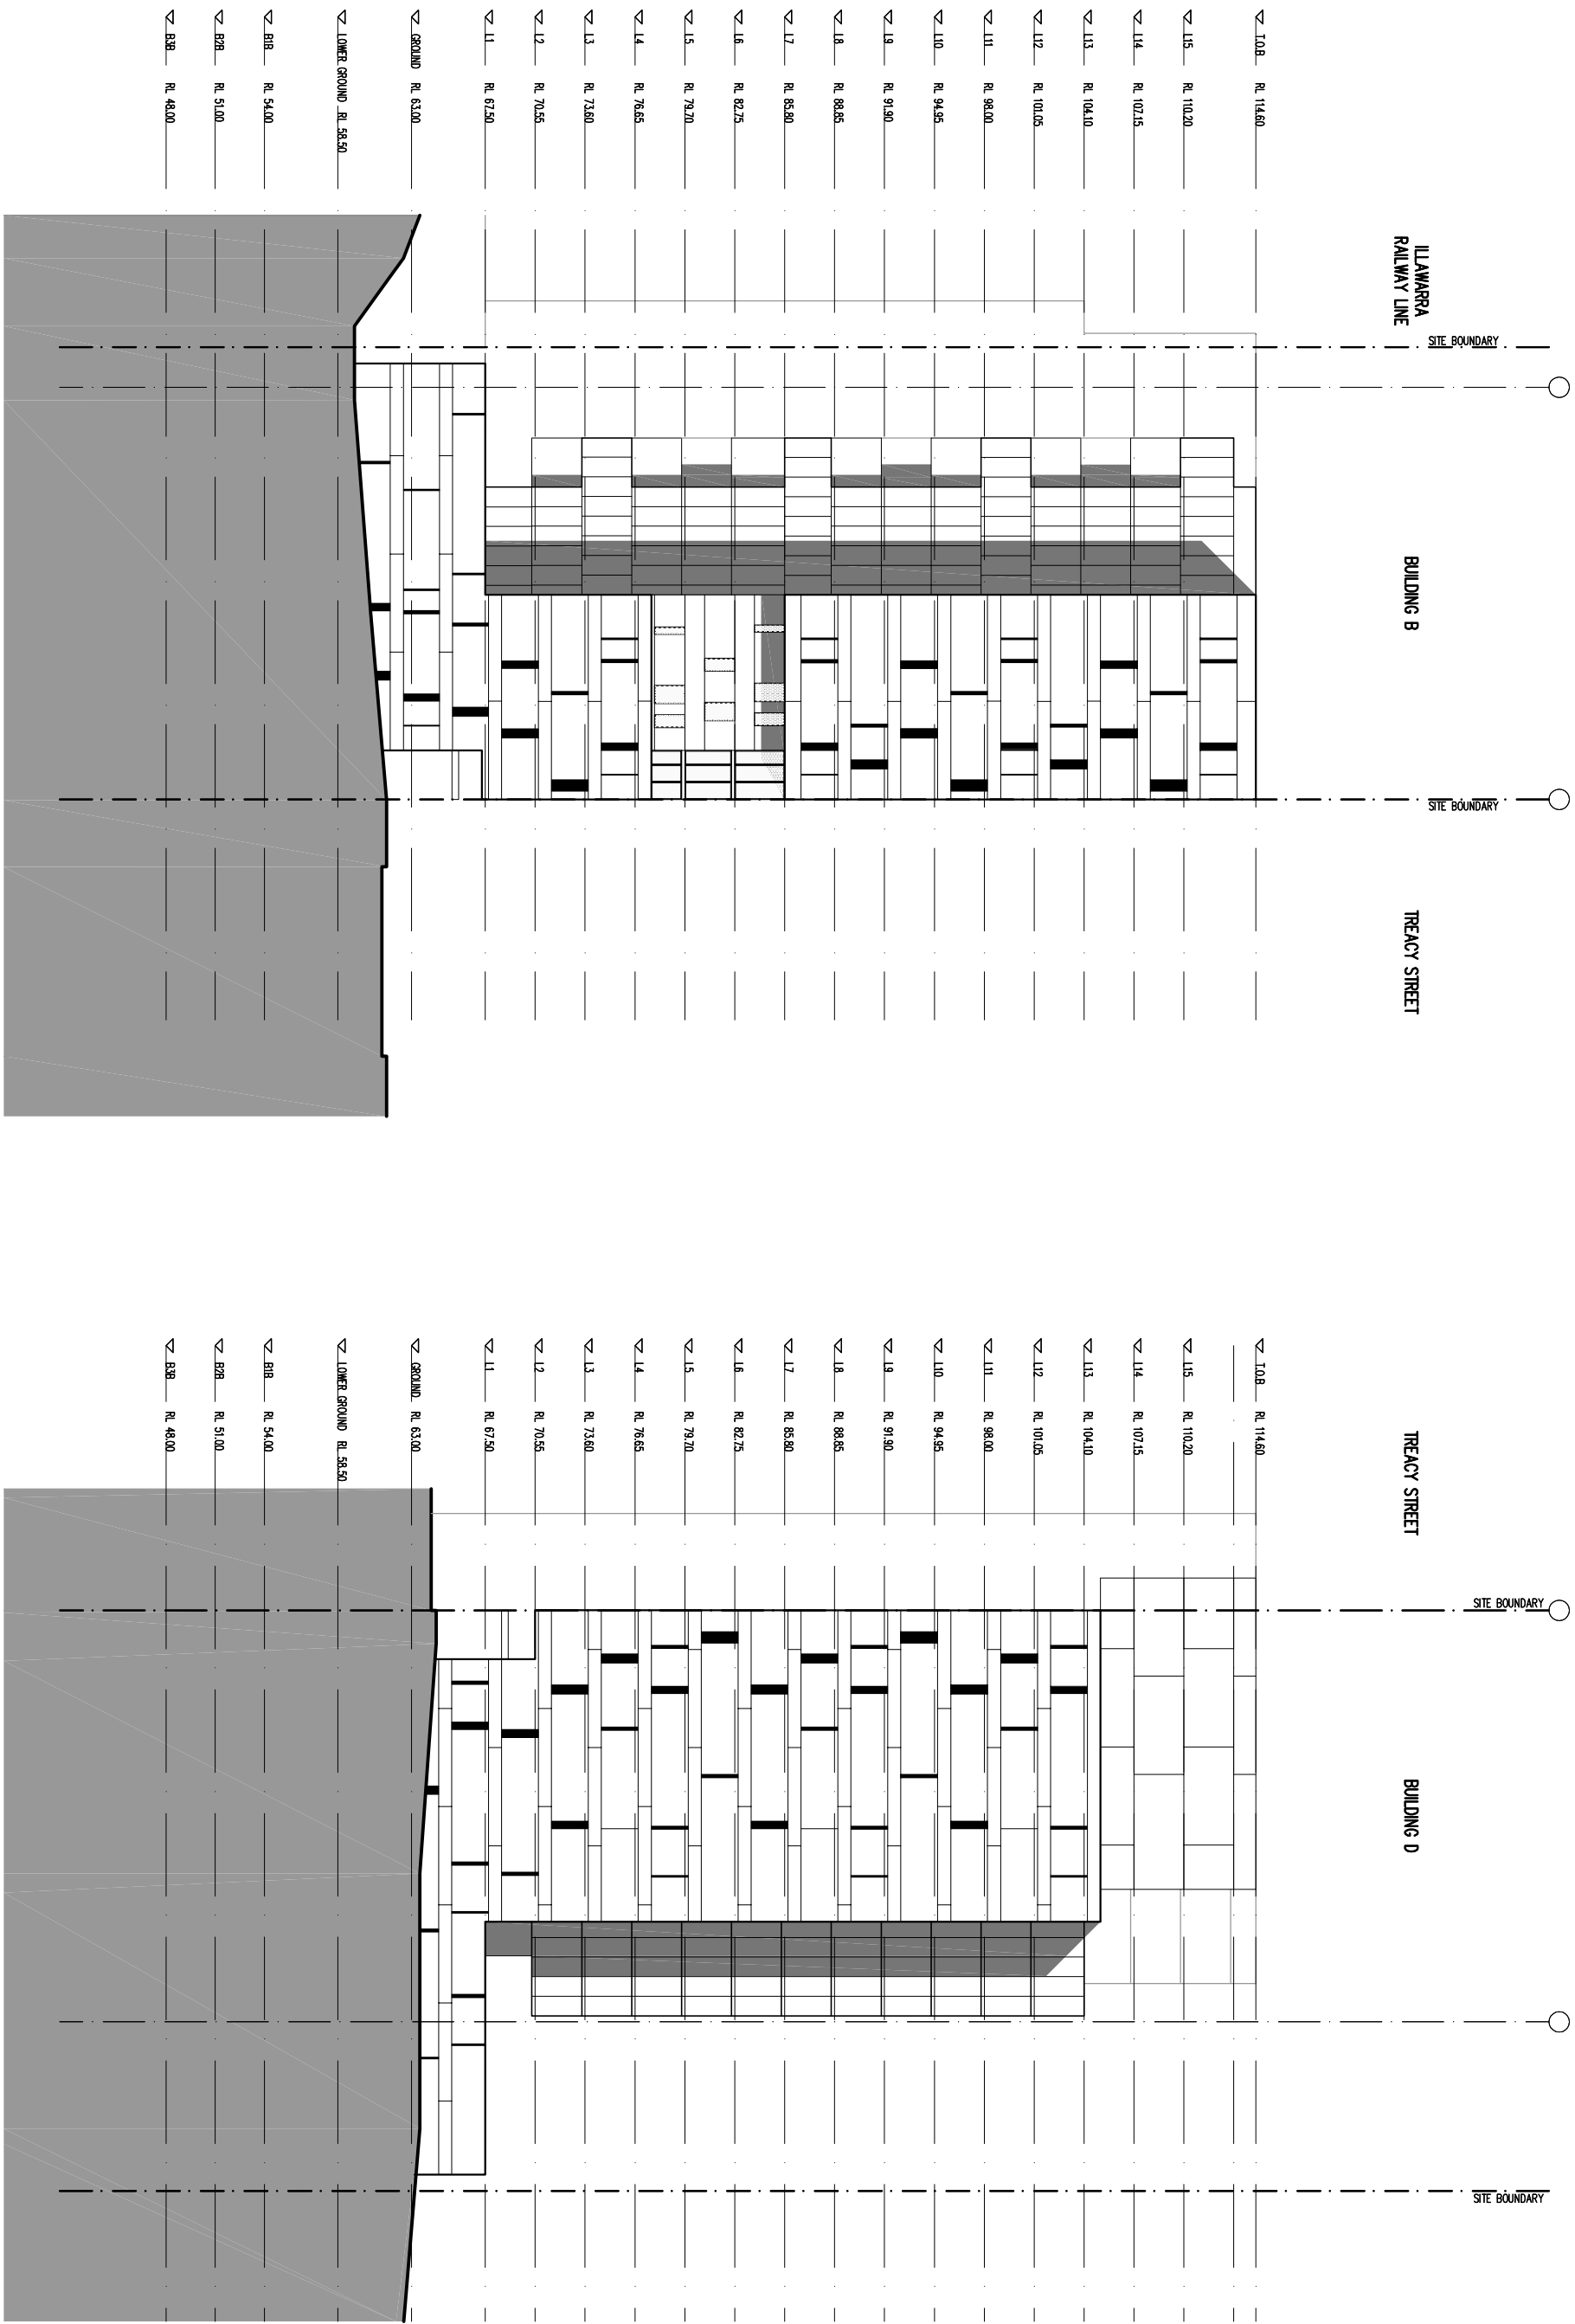 ILLAWARRA
RAILWAY LINE
BUILDING B
TREACY STREET
SITE BOUNDARY
SITE BOUNDARY
T.O.B RL 114.60
L15 RL 110.20
L14 RL 107.15
L13 RL 104.10
L12 RL 101.05
L11 RL 98.00
L10 RL 94.95
L9 RL 91.90
L8 RL 88.85
L7 RL 85.80
L6 RL 82.75
L5 RL 79.70
L4 RL 76.65
L3 RL 73.60
L2 RL 70.55
L1 RL 67.50
GROUND RL 63.00
LOWER GROUND RL 58.50
B1B RL 54.00
B2B RL 51.00
B3B RL 48.00
TREACY STREET
BUILDING D
SITE BOUNDARY
SITE BOUNDARY
T.O.B RL 114.60
L15 RL 110.20
L14 RL 107.15
L13 RL 104.10
L12 RL 101.05
L11 RL 98.00
L10 RL 94.95
L9 RL 91.90
L8 RL 88.85
L7 RL 85.80
L6 RL 82.75
L5 RL 79.70
L4 RL 76.65
L3 RL 73.60
L2 RL 70.55
L1 RL 67.50
GROUND RL 63.00
LOWER GROUND RL 58.50
B1B RL 54.00
B2B RL 51.00
B3B RL 48.00